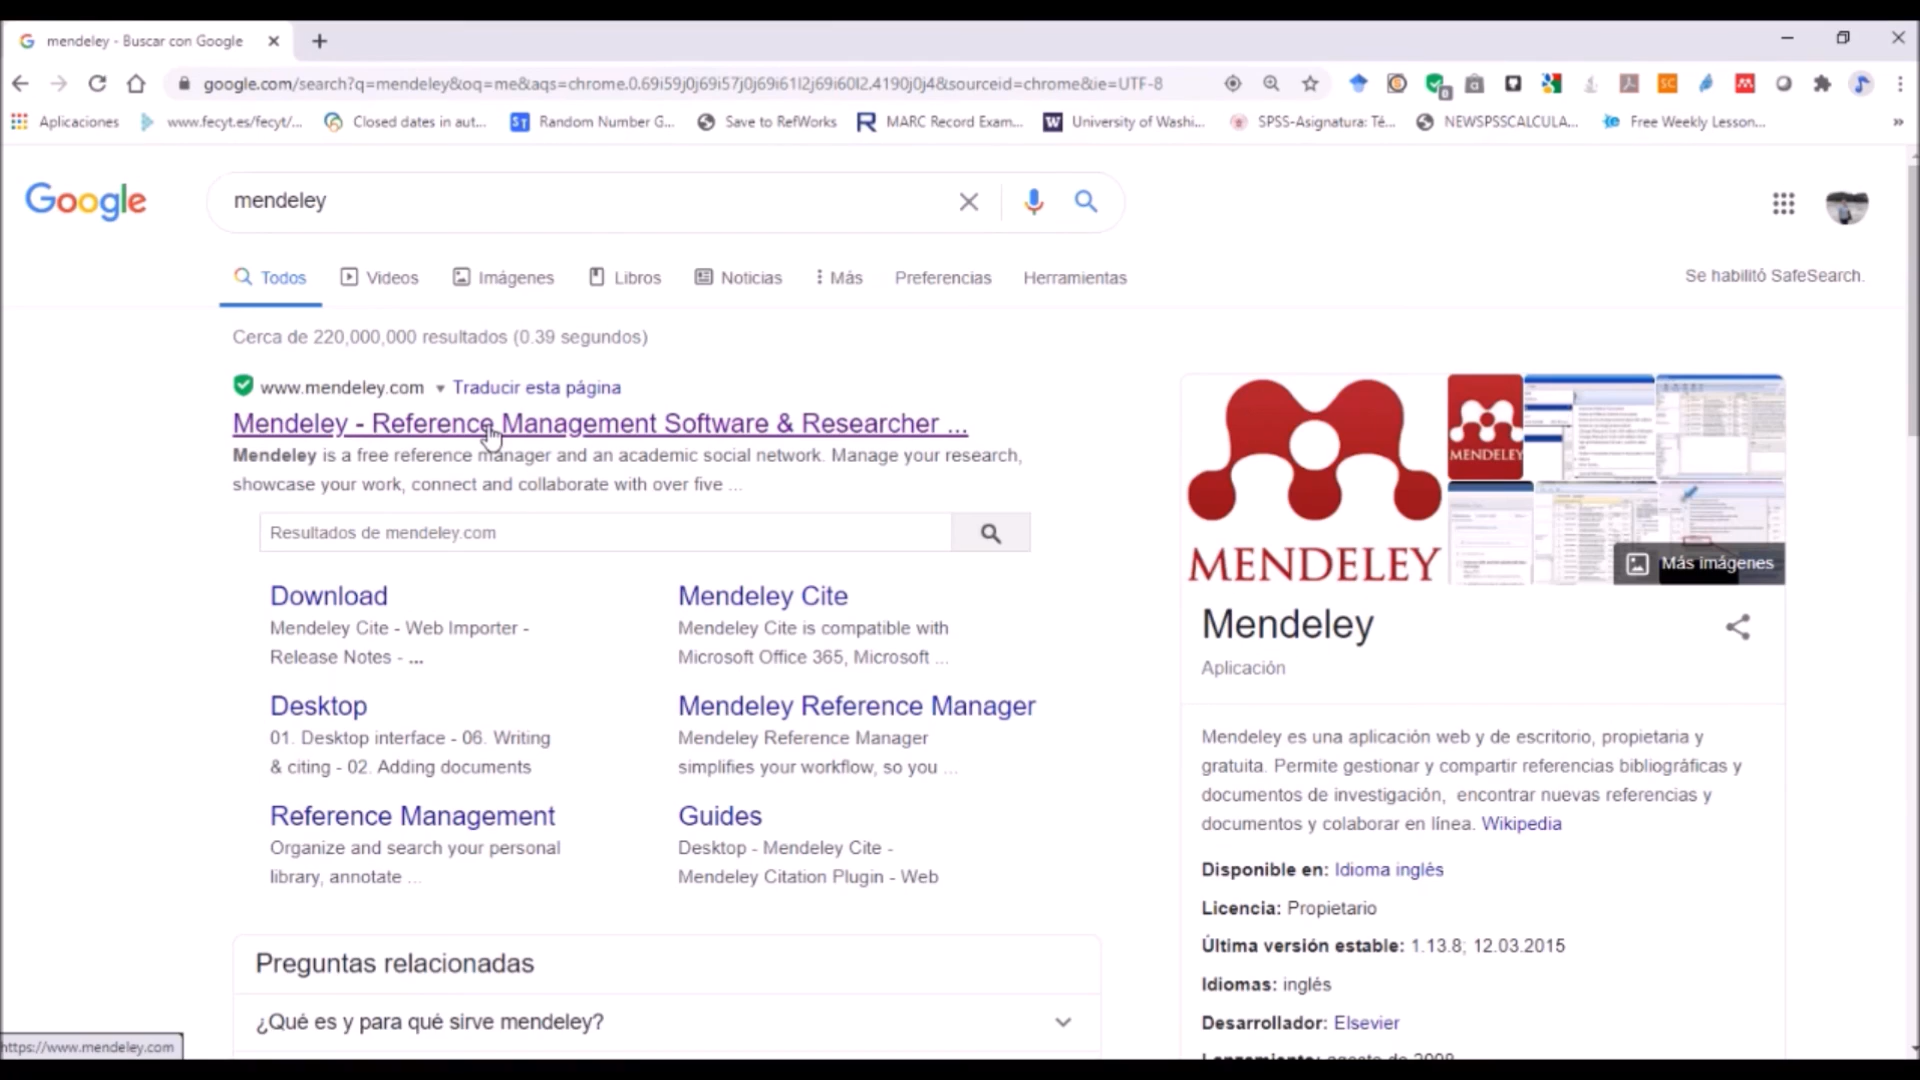 mendeley - Buscar con Google
google.com/search?q=mendeley&oq=me&aqs=chrome.0.69i59j0j69i57j0j69i61l2j69i60l2.4190j0j4&sourceid=chrome&ie=UTF-8
Aplicaciones www.fecyt.es/fecyt/... Closed dates in aut... ST Random Number G... Save to RefWorks R MARC Record Exam... W University of Washi... SPSS-Asignatura: Té... NEWSPSSCALCULA... Free Weekly Lesson... »
Google mendeley
Todos Videos Imágenes Libros Noticias Más Preferencias Herramientas Se habilitó SafeSearch.
Cerca de 220,000,000 resultados (0.39 segundos)
www.mendeley.com Traducir esta página
Mendeley - Reference Management Software & Researcher ...
Mendeley is a free reference manager and an academic social network. Manage your research,
showcase your work, connect and collaborate with over five ...
Resultados de mendeley.com
Download
Mendeley Cite - Web Importer -
Release Notes - ...
Mendeley Cite
Mendeley Cite is compatible with
Microsoft Office 365, Microsoft ...
Desktop
01. Desktop interface - 06. Writing
& citing - 02. Adding documents
Mendeley Reference Manager
Mendeley Reference Manager
simplifies your workflow, so you ...
Reference Management
Organize and search your personal
library, annotate ...
Guides
Desktop - Mendeley Cite -
Mendeley Citation Plugin - Web
Preguntas relacionadas
¿Qué es y para qué sirve mendeley?
https://www.mendeley.com
MENDELEY
MENDELEY
Más imágenes
Mendeley
Aplicación
Mendeley es una aplicación web y de escritorio, propietaria y
gratuita. Permite gestionar y compartir referencias bibliográficas y
documentos de investigación, encontrar nuevas referencias y
documentos y colaborar en línea. Wikipedia
Disponible en: Idioma inglés
Licencia: Propietario
Última versión estable: 1.13.8; 12.03.2015
Idiomas: inglés
Desarrollador: Elsevier
Lanzamiento: agosto de 2008